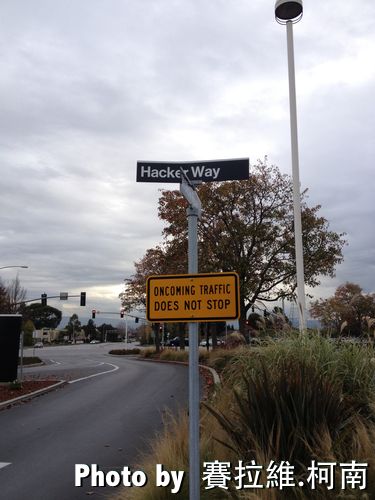 Hacker Way
ONCOMING TRAFFIC
DOES NOT STOP
Photo by 賽拉維.柯南